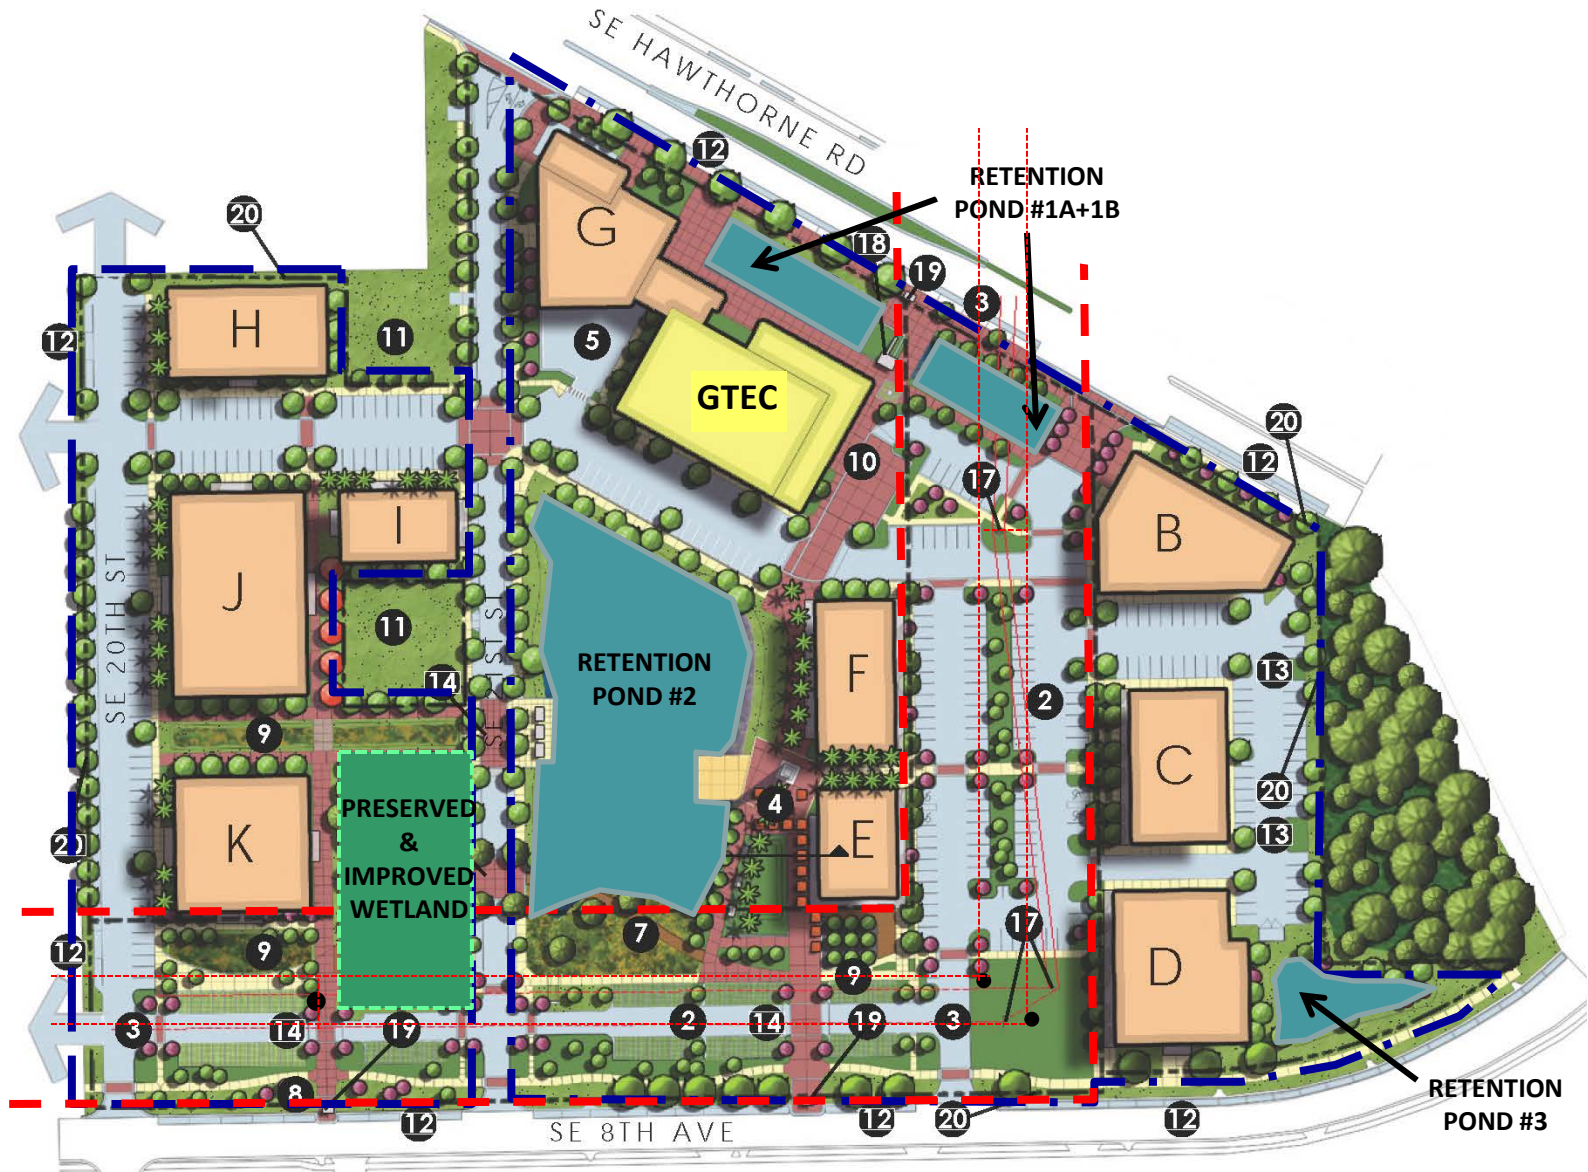 SE HAWTHORNE RD
12
RETENTION
POND #1A+1B
20
18
19
G
3
H
12
11
5
GTEC
20
12
10
17
I
B
J
SE 20TH ST
11
SE 21ST ST
14
RETENTION
POND #2
F
2
13
9
C
20
4
13
PRESERVED
&
IMPROVED
WETLAND
K
E
20
12
9
7
17
9
D
3
14
19
2
14
19
3
8
12
12
20
12
SE 8TH AVE
RETENTION
POND #3